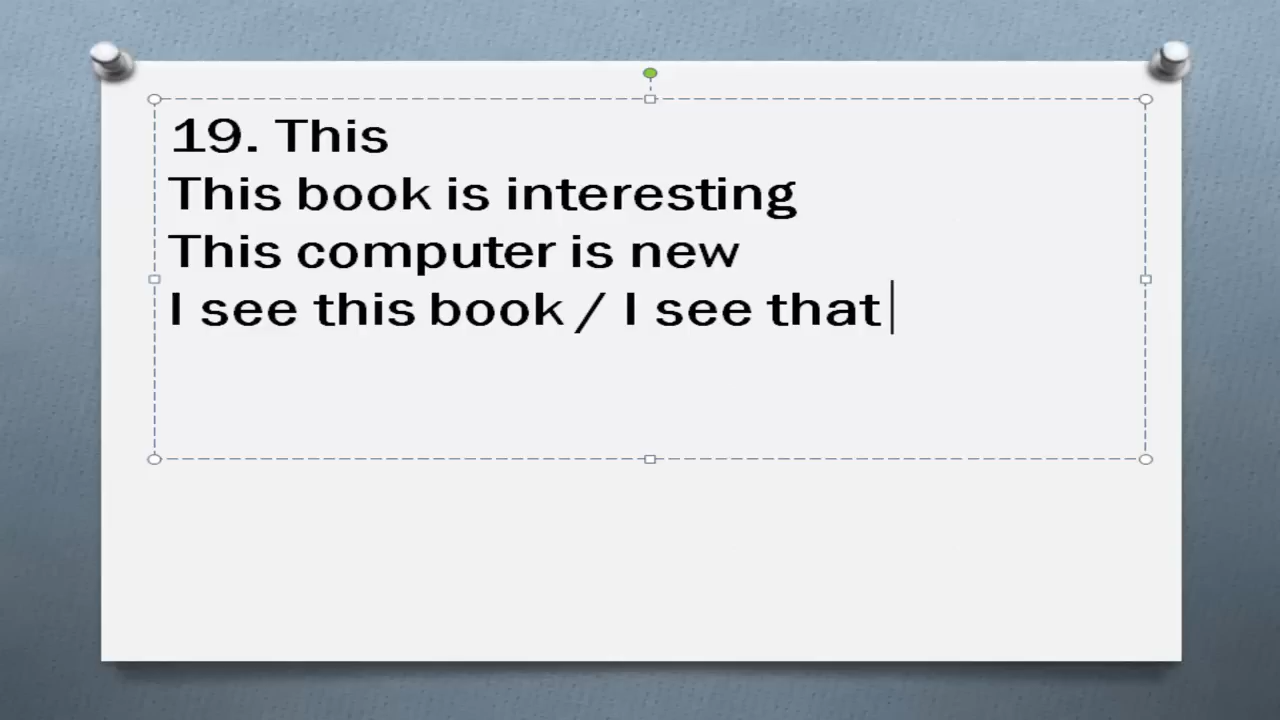 19. This
This book is interesting
This computer is new
I see this book / I see that